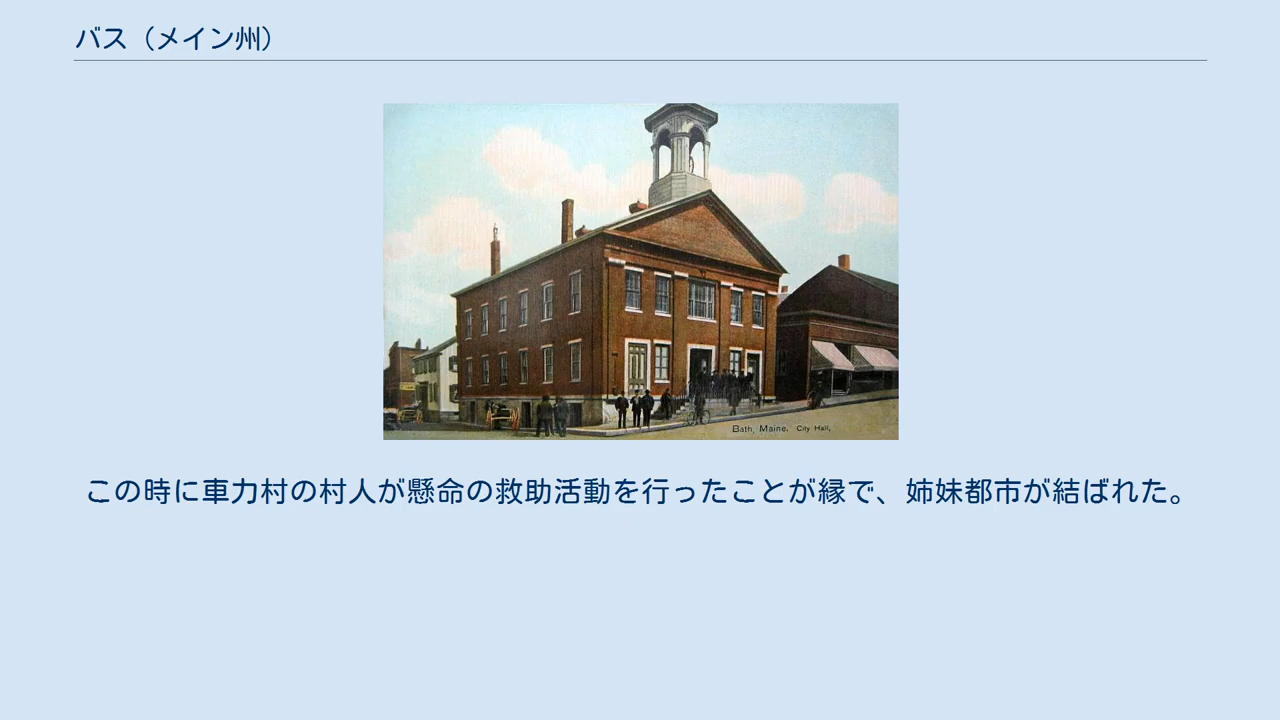 バス（メイン州）
Bath, Maine. City Hall,
この時に車力村の村人が懸命の救助活動を行ったことが縁で、姉妹都市が結ばれた。